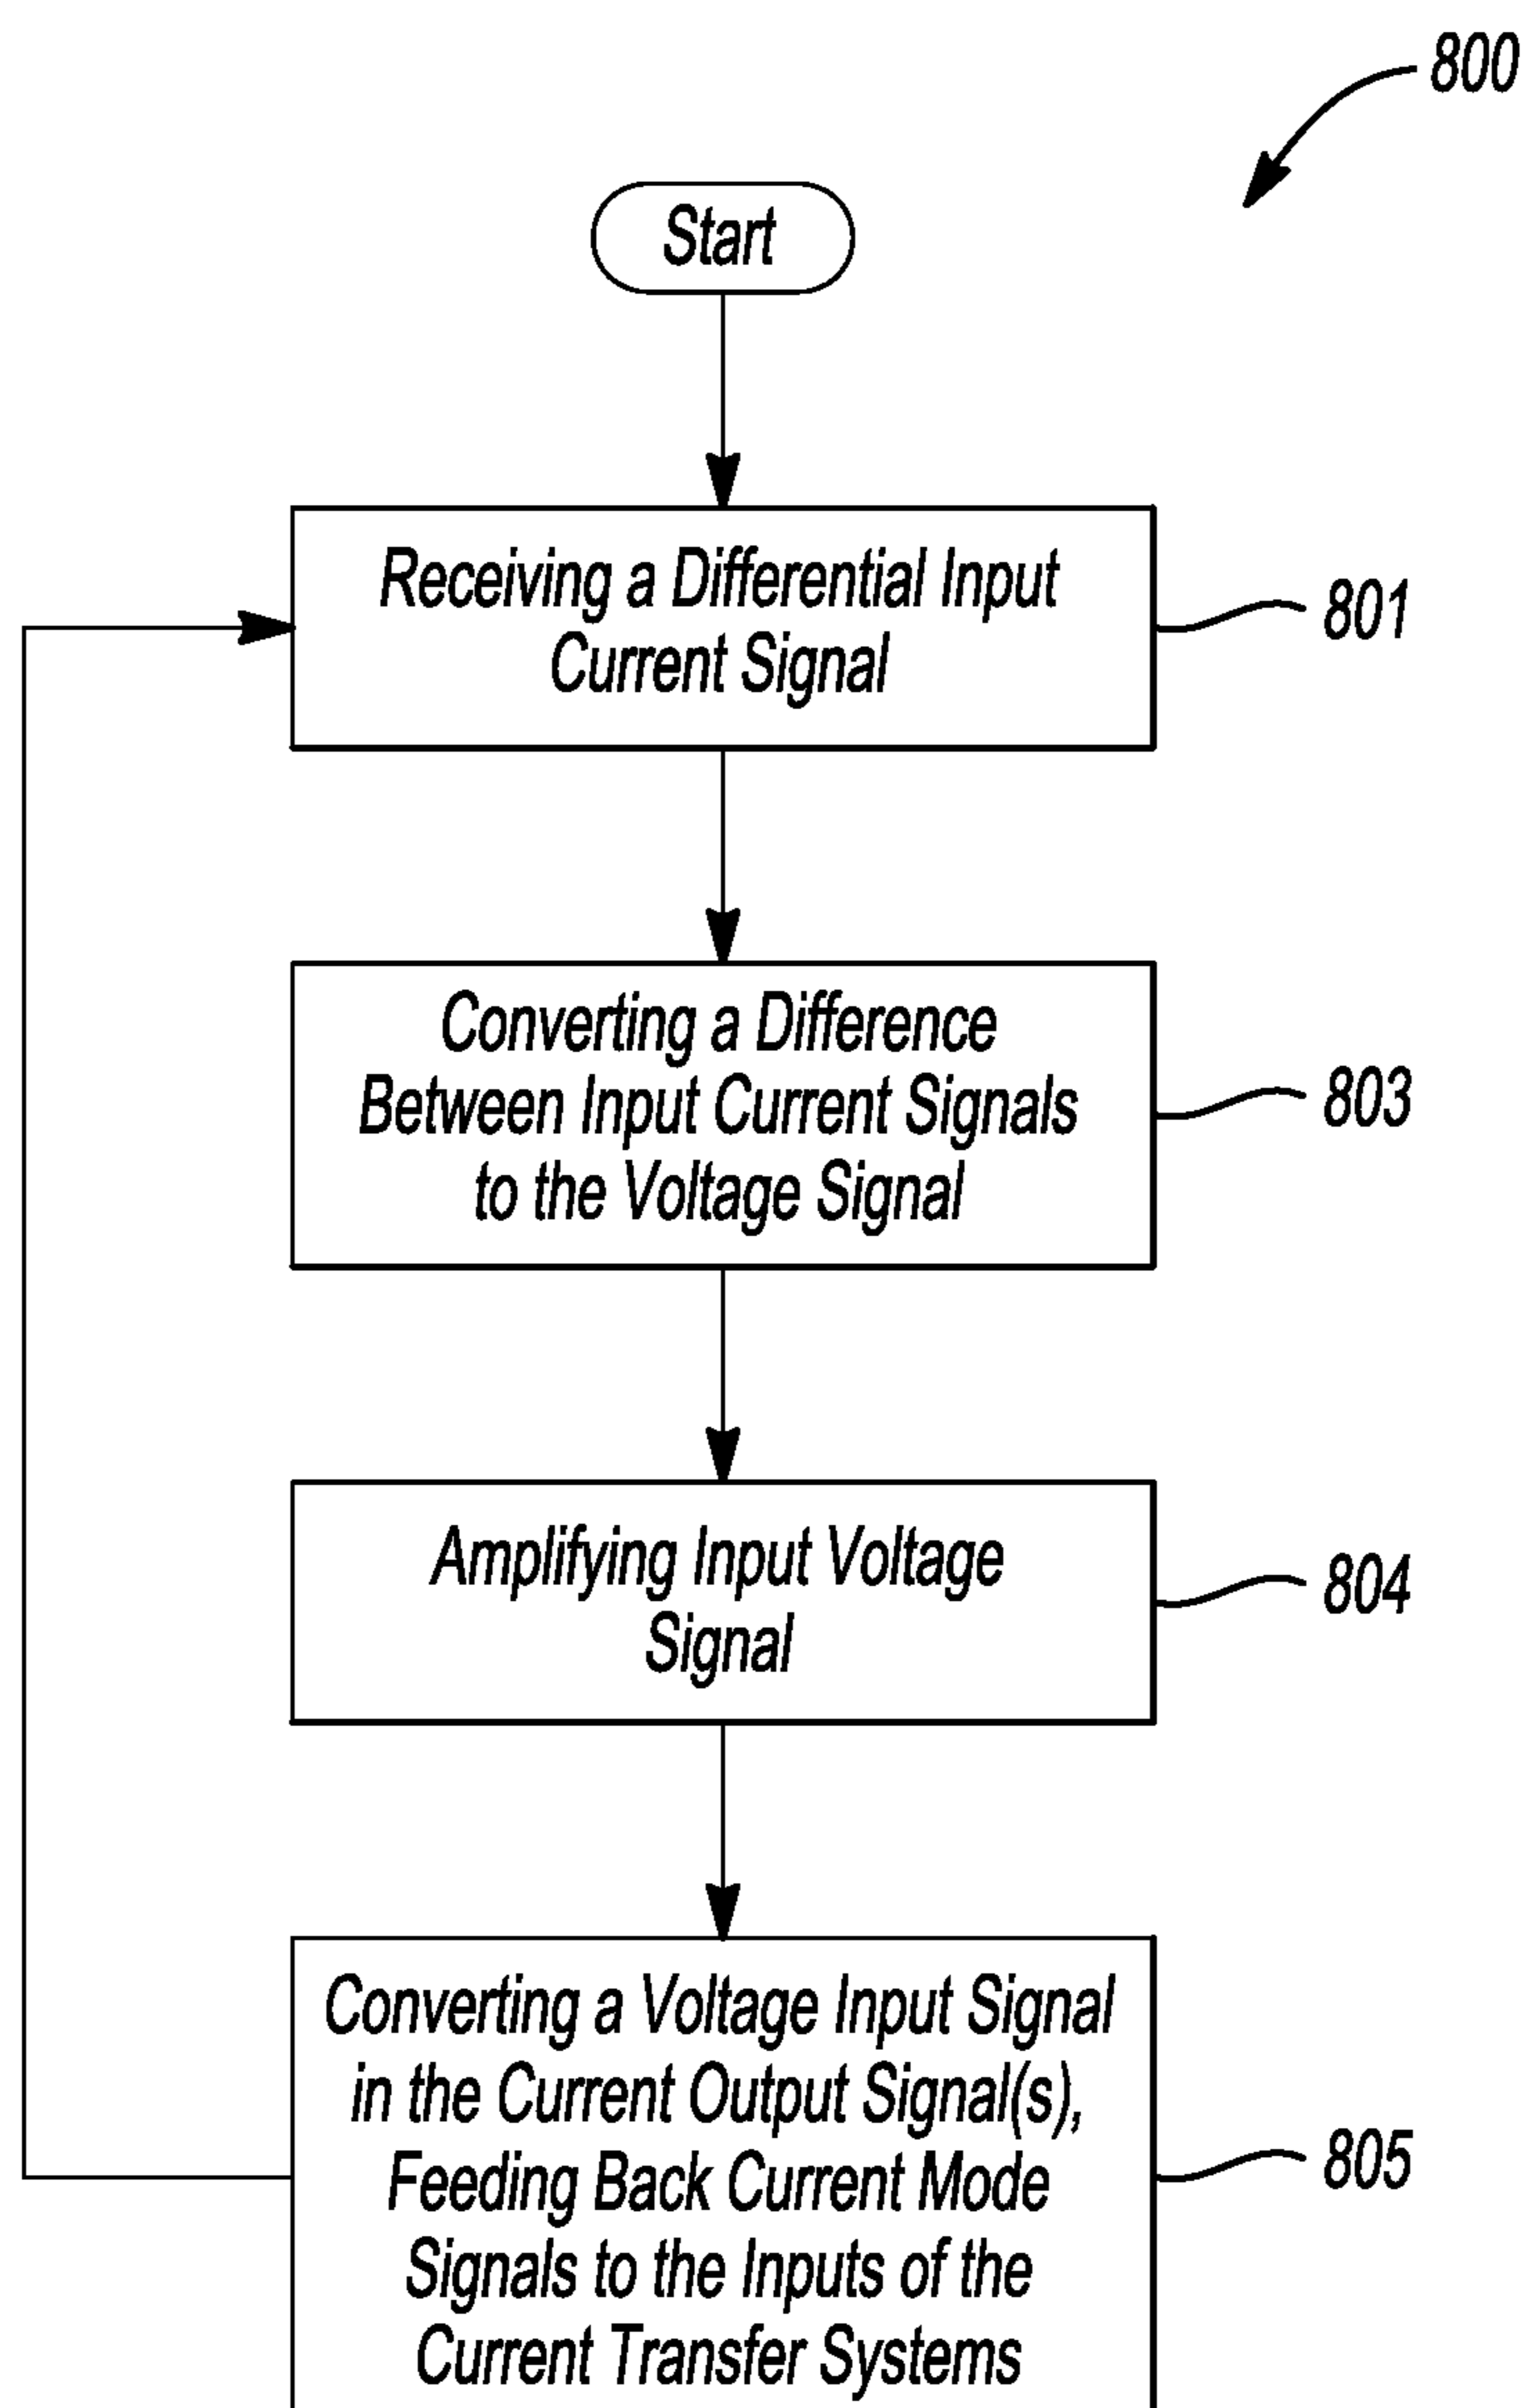 800
Start
Receiving a Differential Input
Current Signal
801
Converting a Difference
Between Input Current Signals
to the Voltage Signal
803
Amplifying Input Voltage
Signal
804
Converting a Voltage Input Signal
in the Current Output Signal(s),
Feeding Back Current Mode
Signals to the Inputs of the
Current Transfer Systems
805